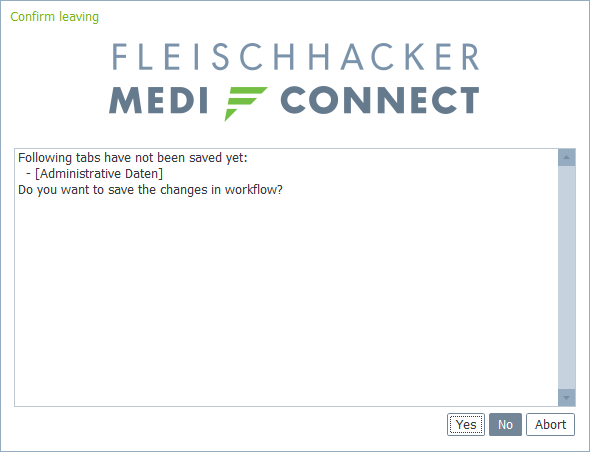 Confirm leaving
FLEISCHHACKER
MEDI CONNECT
Following tabs have not been saved yet:
- [Administrative Daten]
Do you want to save the changes in workflow?
Yes No Abort